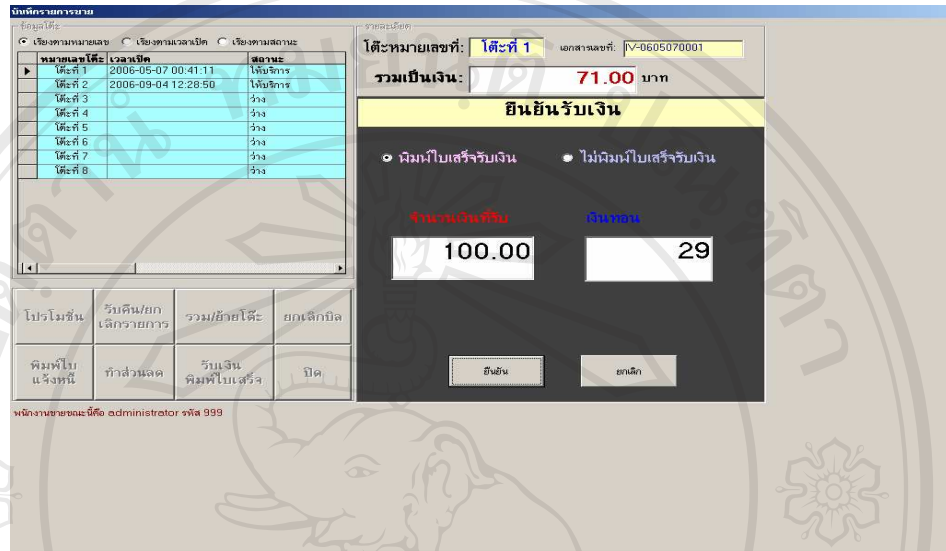 บันทึกรายการขาย
ข้อมูลโต๊ะ
เรียงตามหมายเลข เรียงตามเวลาเปิด เรียงตามสถานะ
หมายเลขโต๊ะ เวลาเปิด สถานะ
โต๊ะที่ 1 2006-05-07 00:41:11 ให้บริการ
โต๊ะที่ 2 2006-09-04 12:28:50 ให้บริการ
โต๊ะที่ 3 ว่าง
โต๊ะที่ 4 ว่าง
โต๊ะที่ 5 ว่าง
โต๊ะที่ 6 ว่าง
โต๊ะที่ 7 ว่าง
โต๊ะที่ 8 ว่าง
โปรโมชั่น รับคืน/ยกเลิกรายการ รวม/ย้ายโต๊ะ ยกเลิกบิล
พิมพ์ใบแจ้งหนี้ ทำส่วนลด รับเงิน พิมพ์ใบเสร็จ ปิด
พนักงานขายขณะนี้คือ administrator รหัส 999
รายละเอียด
โต๊ะหมายเลขที่: โต๊ะที่ 1 เอกสารเลขที่: IV-0605070001
รวมเป็นเงิน: 71.00 บาท
ยืนยันรับเงิน
พิมพ์ใบเสร็จรับเงิน ไม่พิมพ์ใบเสร็จรับเงิน
จำนวนเงินที่รับ เงินทอน
100.00 29
ยืนยัน ยกเลิก